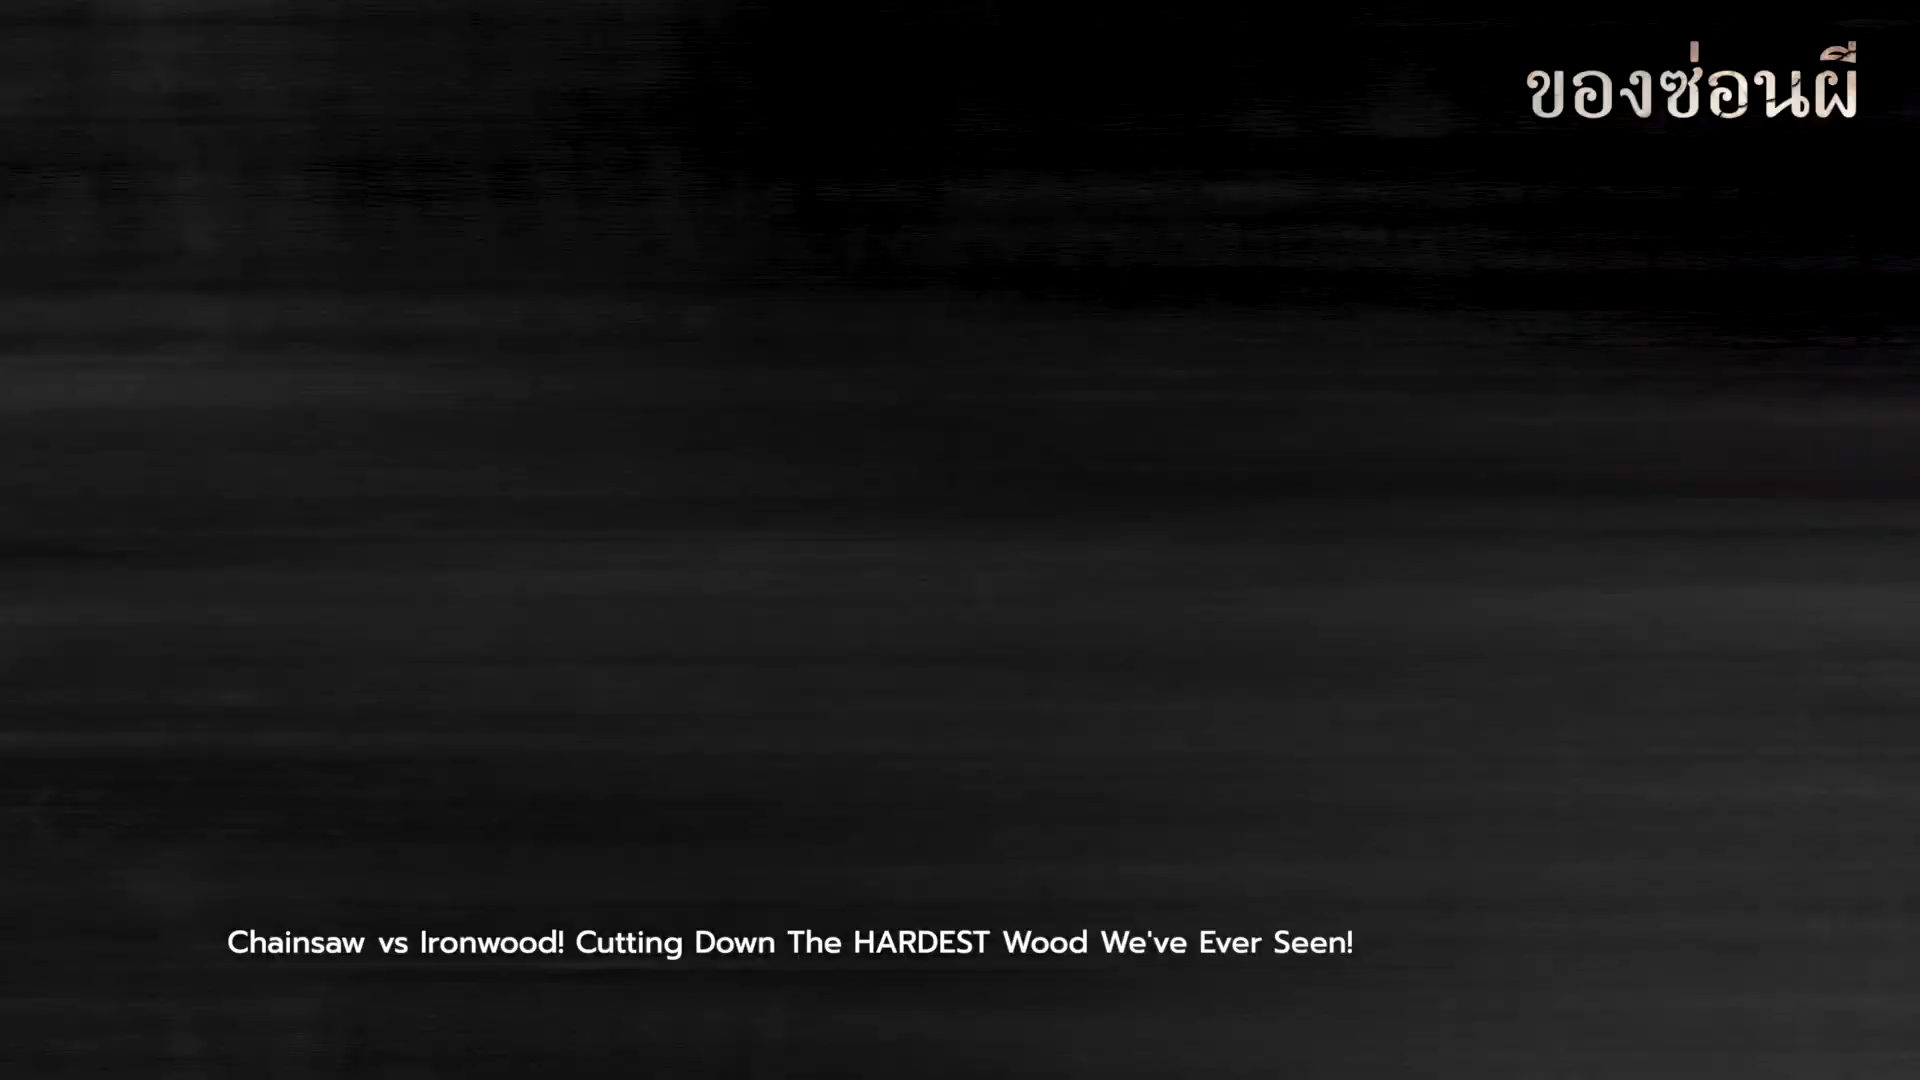 ของซ่อนผี
Chainsaw vs Ironwood! Cutting Down The HARDEST Wood We've Ever Seen!